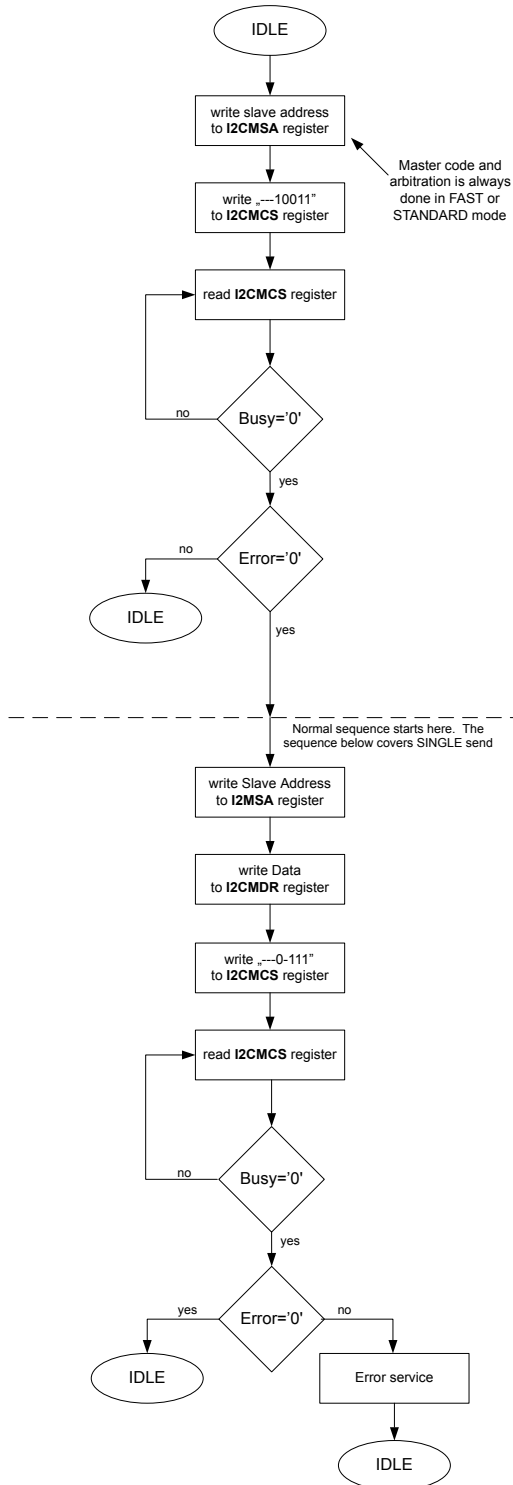 IDLE
write slave address
to I2CMSA register
Master code and
arbitration is always
done in FAST or
STANDARD mode
write „---10011”
to I2CMCS register
read I2CMCS register
Busy='0'
no
yes
Error='0'
no
IDLE
yes
Normal sequence starts here. The
sequence below covers SINGLE send
write Slave Address
to I2MSA register
write Data
to I2CMDR register
write „---0-111”
to I2CMCS register
read I2CMCS register
Busy='0'
no
yes
Error='0'
yes
no
IDLE
Error service
IDLE